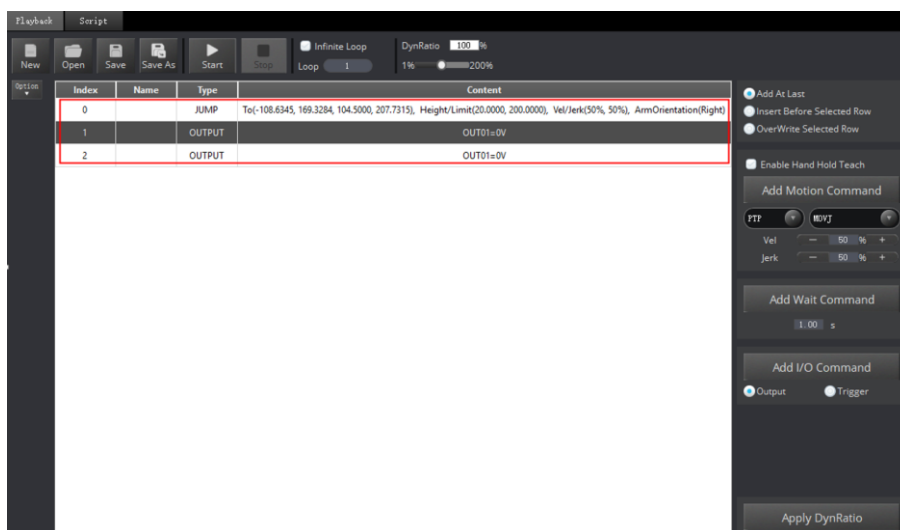 Playback Script
New Open Save Save As Start Stop
Infinite Loop
Loop 1
DynRatio 100 %
1% 200%
Option
Index Name Type Content
0 JUMP To(-108.6345, 169.3284, 104.5000, 207.7315), Height/Limit(20.0000, 200.0000), Vel/Jerk(50%, 50%), ArmOrientation(Right)
1 OUTPUT OUT01=0V
2 OUTPUT OUT01=0V
Add At Last
Insert Before Selected Row
OverWrite Selected Row
Enable Hand Hold Teach
Add Motion Command
PTP MOVJ
Vel − 50 % +
Jerk − 50 % +
Add Wait Command
1.00 s
Add I/O Command
Output Trigger
Apply DynRatio